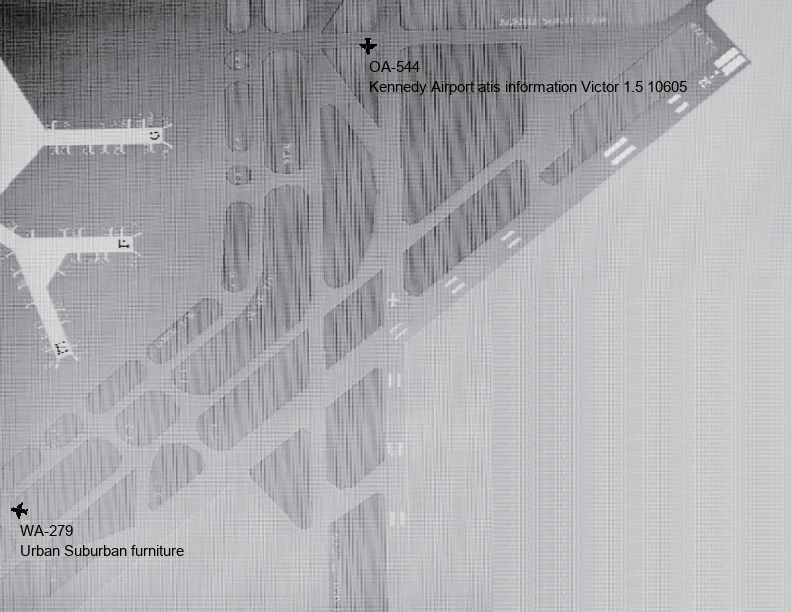 OA-544
Kennedy Airport atis information Victor 1.5 10605
WA-279
Urban Suburban furniture